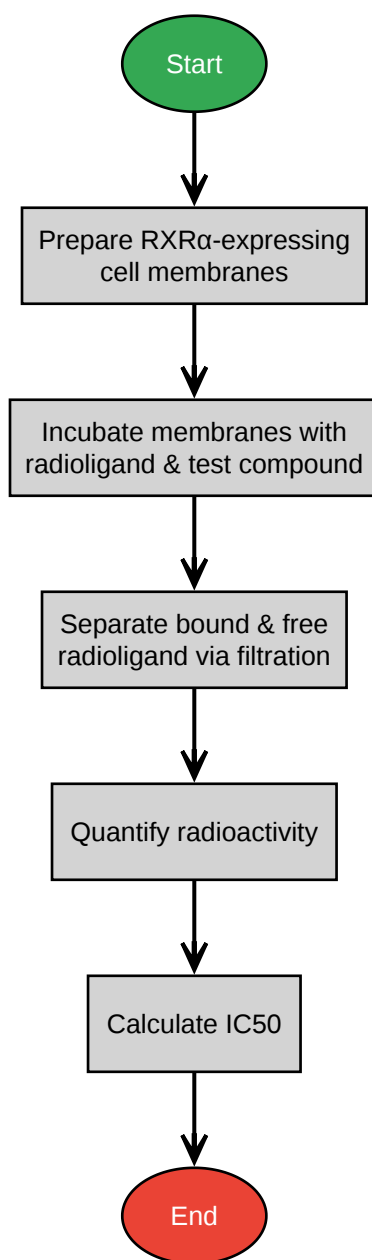 Start
Prepare RXRα-expressing
cell membranes
Incubate membranes with
radioligand & test compound
Separate bound & free
radioligand via filtration
Quantify radioactivity
Calculate IC50
End